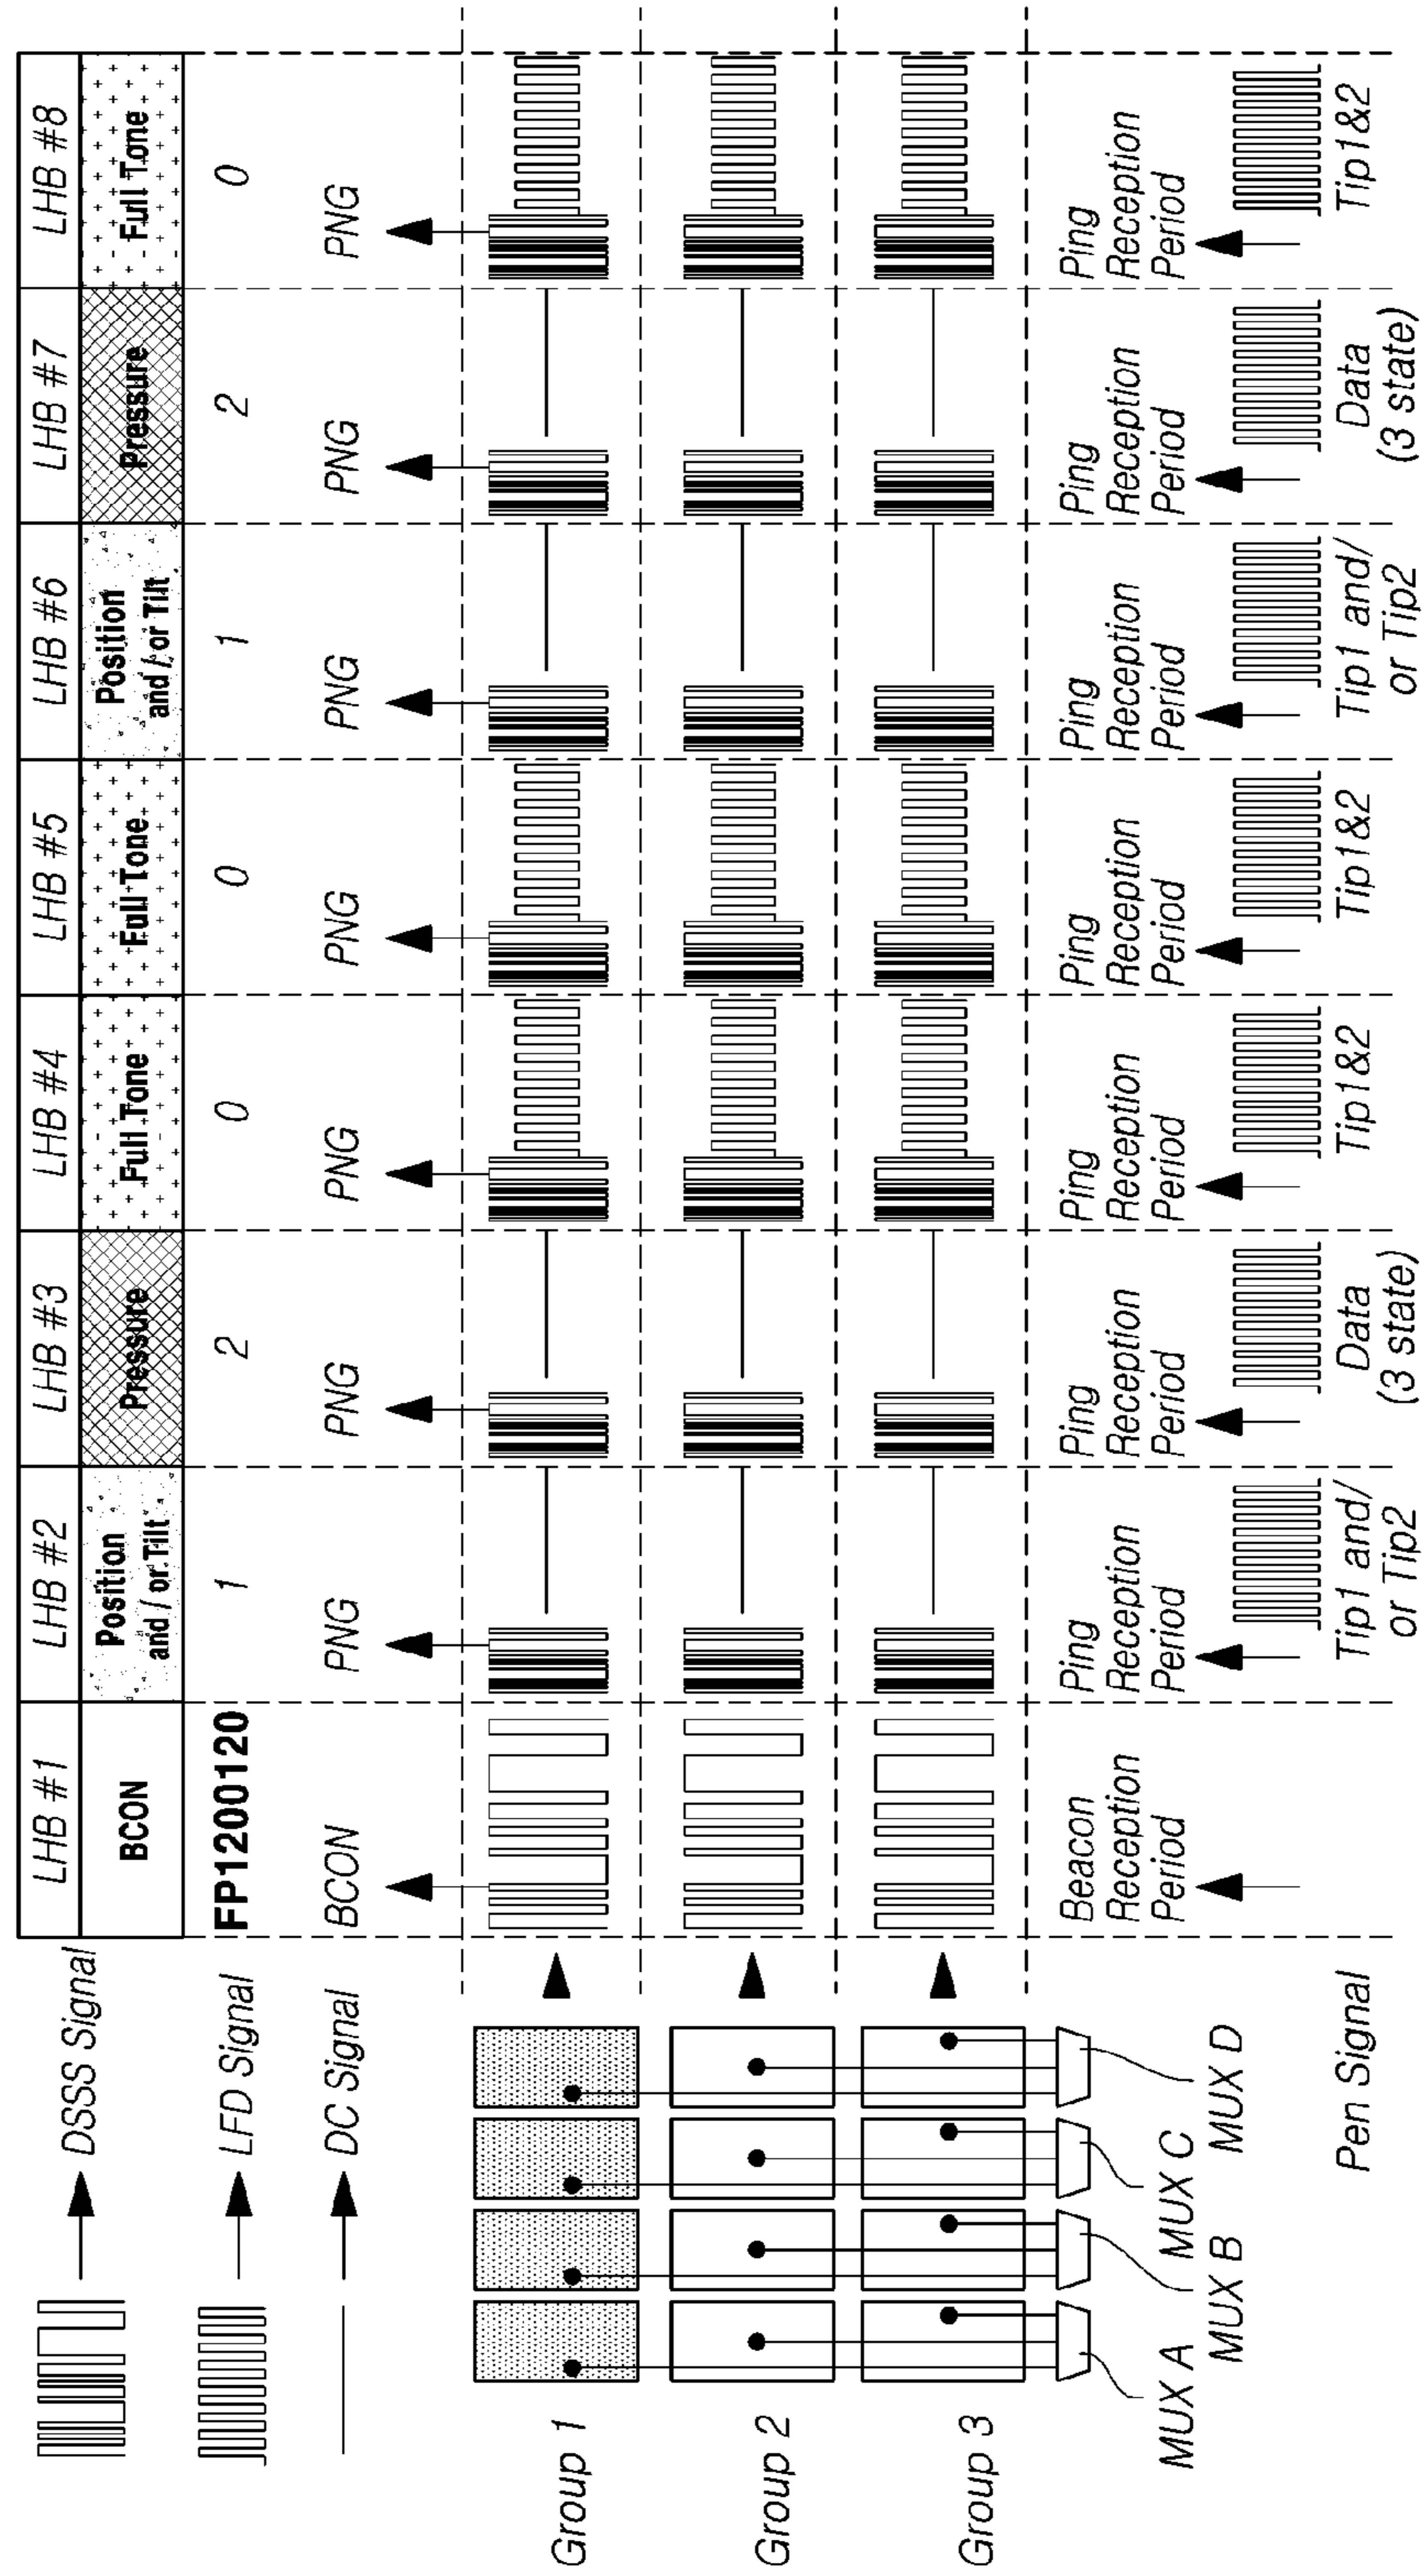 DSSS Signal
LFD Signal
DC Signal
LHB #1
LHB #2
LHB #3
LHB #4
LHB #5
LHB #6
LHB #7
LHB #8
BCON
Position
and / or Tilt
Pressure
Full Tone
Full Tone
Position
and / or Tilt
Pressure
Full Tone
FP1200120
1
2
0
0
1
2
0
BCON
PNG
PNG
PNG
PNG
PNG
PNG
PNG
Group 1
Group 2
Group 3
MUX A
MUX B
MUX C
MUX D
Beacon
Reception
Period
Ping
Reception
Period
Ping
Reception
Period
Ping
Reception
Period
Ping
Reception
Period
Ping
Reception
Period
Ping
Reception
Period
Ping
Reception
Period
Pen Signal
Tip1 and/
or Tip2
Data
(3 state)
Tip1&2
Tip1&2
Tip1 and/
or Tip2
Data
(3 state)
Tip1&2